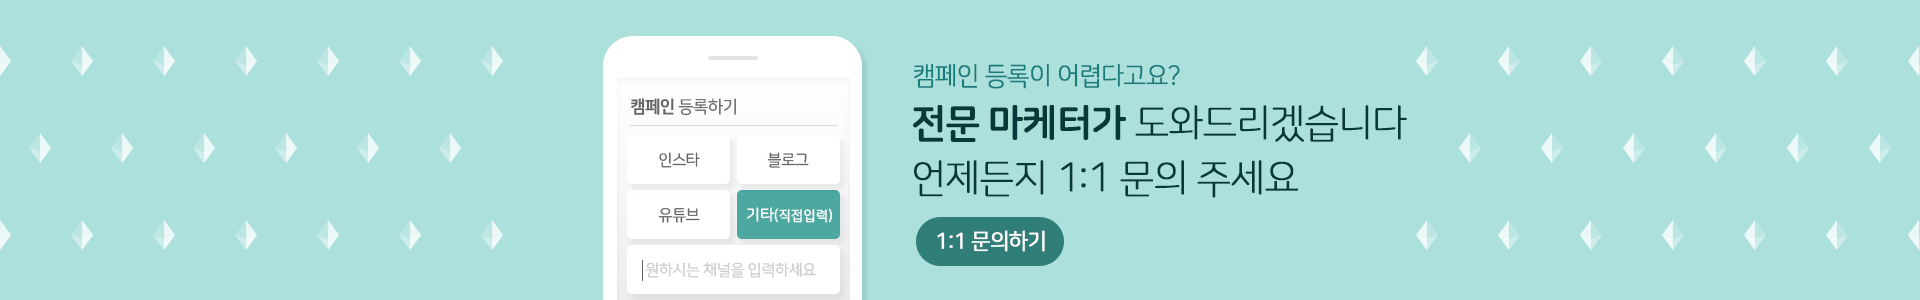 캠페인 등록하기
인스타
블로그
유튜브
기타(직접입력)
원하시는 채널을 입력하세요
캠페인 등록이 어렵다고요?
전문 마케터가 도와드리겠습니다
언제든지 1:1 문의 주세요
1:1 문의하기